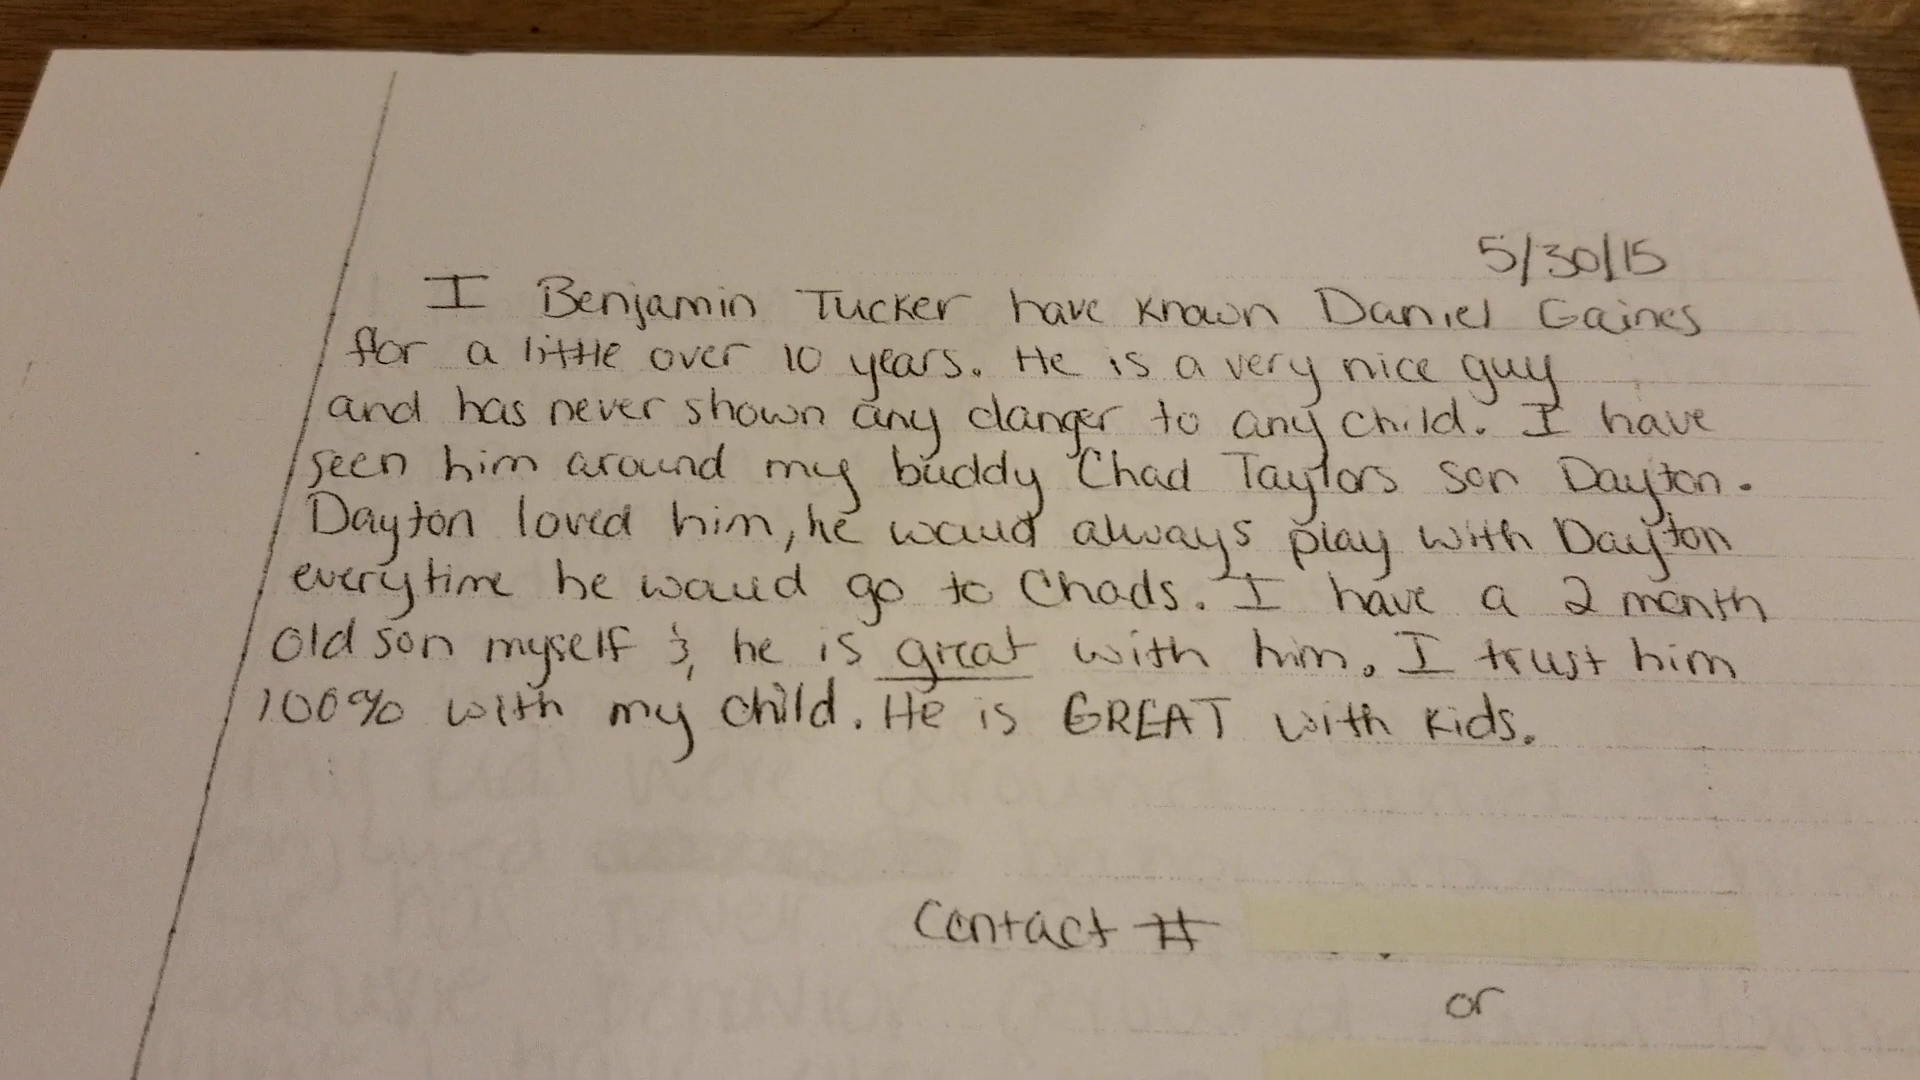 5/30/15
I Benjamin Tucker have known Daniel Gaines
for a little over 10 years. He is a very nice guy
and has never shown any danger to any child. I have
seen him around my buddy Chad Taylors son Dayton.
Dayton loved him, he would always play with Dayton
everytime he would go to Chads. I have a 2 month
old son myself & he is great with him. I trust him
100% with my child. He is GREAT with kids.
Contact #
or